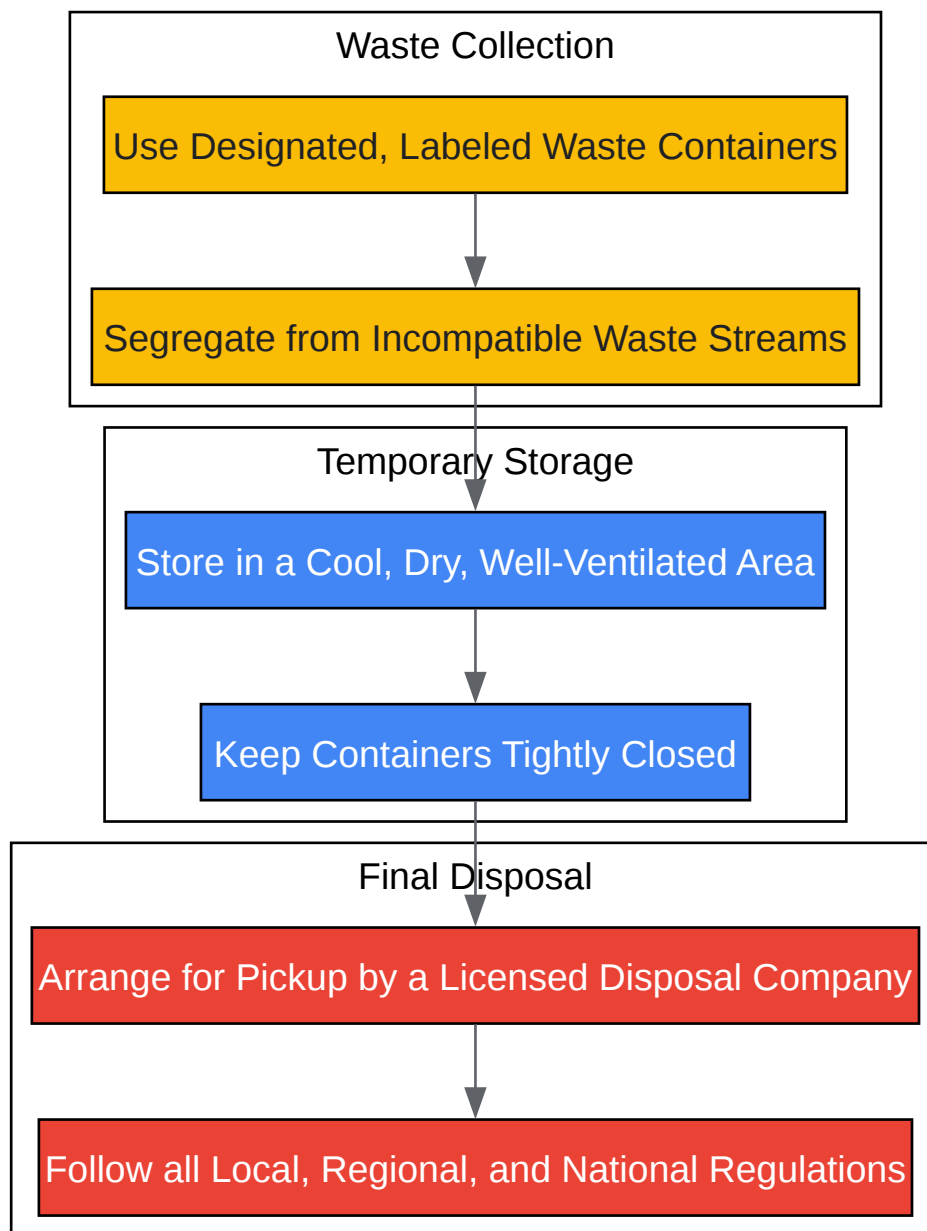 Waste Collection
Use Designated, Labeled Waste Containers
Segregate from Incompatible Waste Streams
Temporary Storage
Store in a Cool, Dry, Well-Ventilated Area
Keep Containers Tightly Closed
Final Disposal
Arrange for Pickup by a Licensed Disposal Company
Follow all Local, Regional, and National Regulations